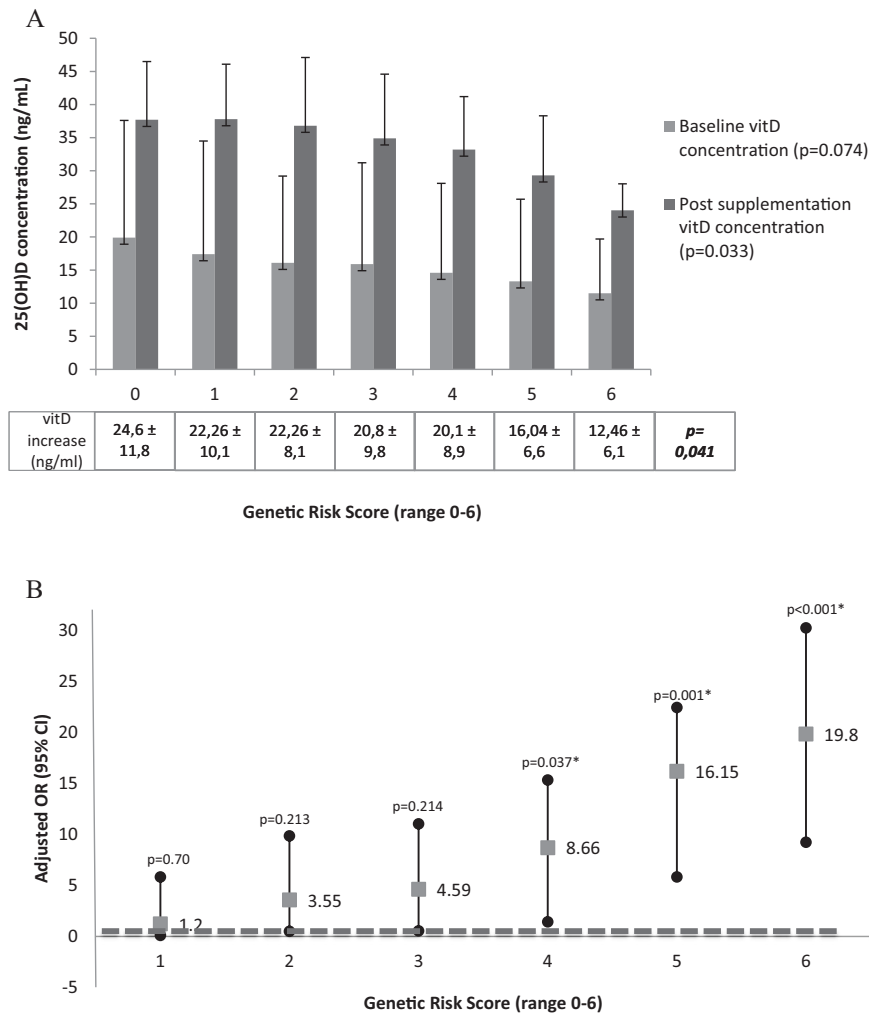 A
50
45
40
35
30
25
20
15
10
5
0
25(OH)D concentration (ng/mL)
Baseline vitD
concentration (p=0.074)
Post supplementation
vitD concentration
(p=0.033)
0 1 2 3 4 5 6
vitD
increase
(ng/ml)
24,6 ±
11,8
22,26 ±
10,1
22,26 ±
8,1
20,8 ±
9,8
20,1 ±
8,9
16,04 ±
6,6
12,46 ±
6,1
p=
0,041
Genetic Risk Score (range 0-6)
B
30
25
20
15
10
5
0
-5
Adjusted OR (95% CI)
p=0.70
1.2
p=0.213
3.55
p=0.214
4.59
p=0.037*
8.66
p=0.001*
16.15
p<0.001*
19.8
1 2 3 4 5 6
Genetic Risk Score (range 0-6)